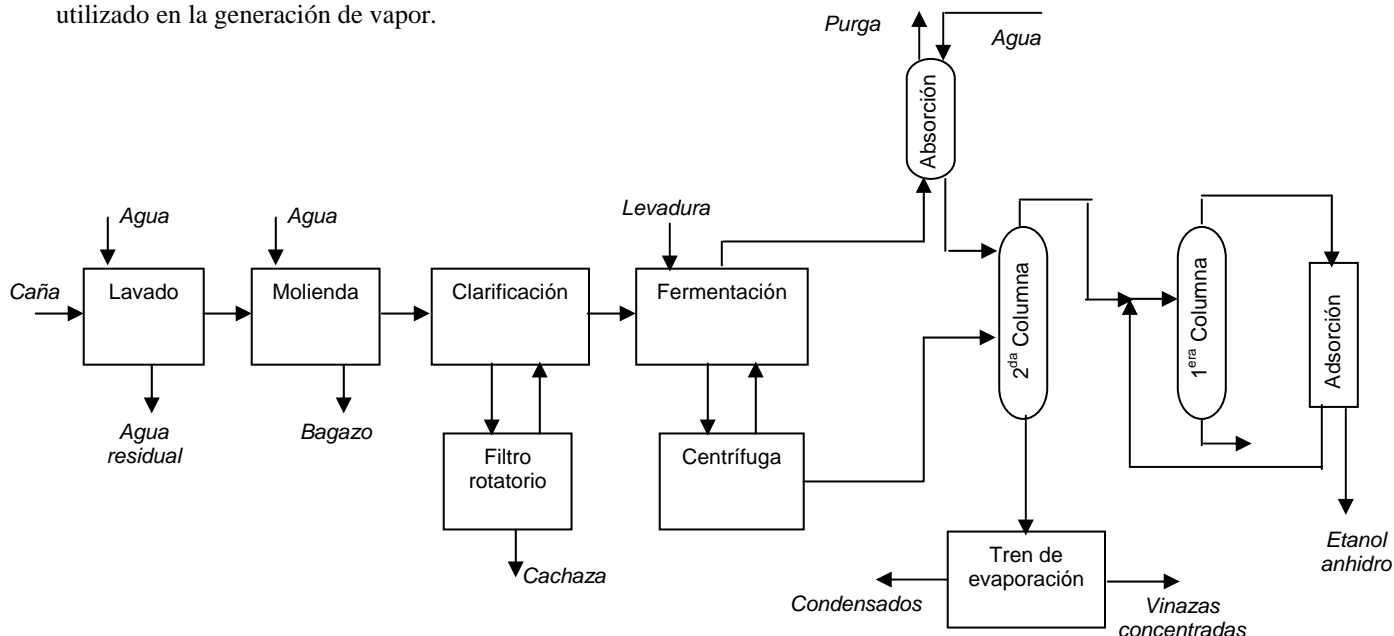 utilizado en la generación de vapor.
Purga
Agua
Absorción
Agua
Agua
Levadura
Caña
Lavado
Molienda
Clarificación
Fermentación
2da Columna
1era Columna
Adsorción
Agua
residual
Bagazo
Filtro
rotatorio
Centrífuga
Cachaza
Tren de
evaporación
Etanol
anhidro
Condensados
Vinazas
concentradas